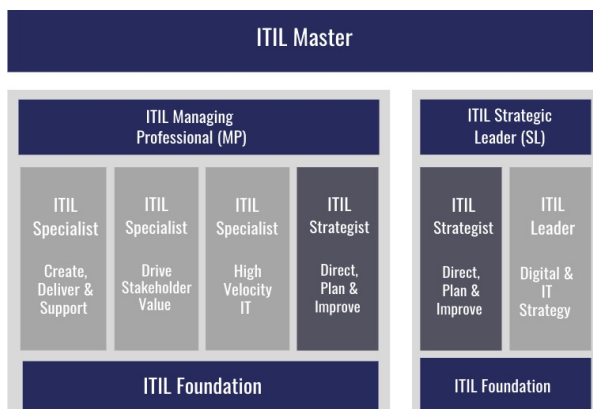 ITIL Master
ITIL Managing
Professional (MP)
ITIL
Specialist
Create,
Deliver &
Support
ITIL
Specialist
Drive
Stakeholder
Value
ITIL
Specialist
High
Velocity
IT
ITIL
Strategist
Direct,
Plan &
Improve
ITIL Foundation
ITIL Strategic
Leader (SL)
ITIL
Strategist
Direct,
Plan &
Improve
ITIL
Leader
Digital &
IT
Strategy
ITIL Foundation